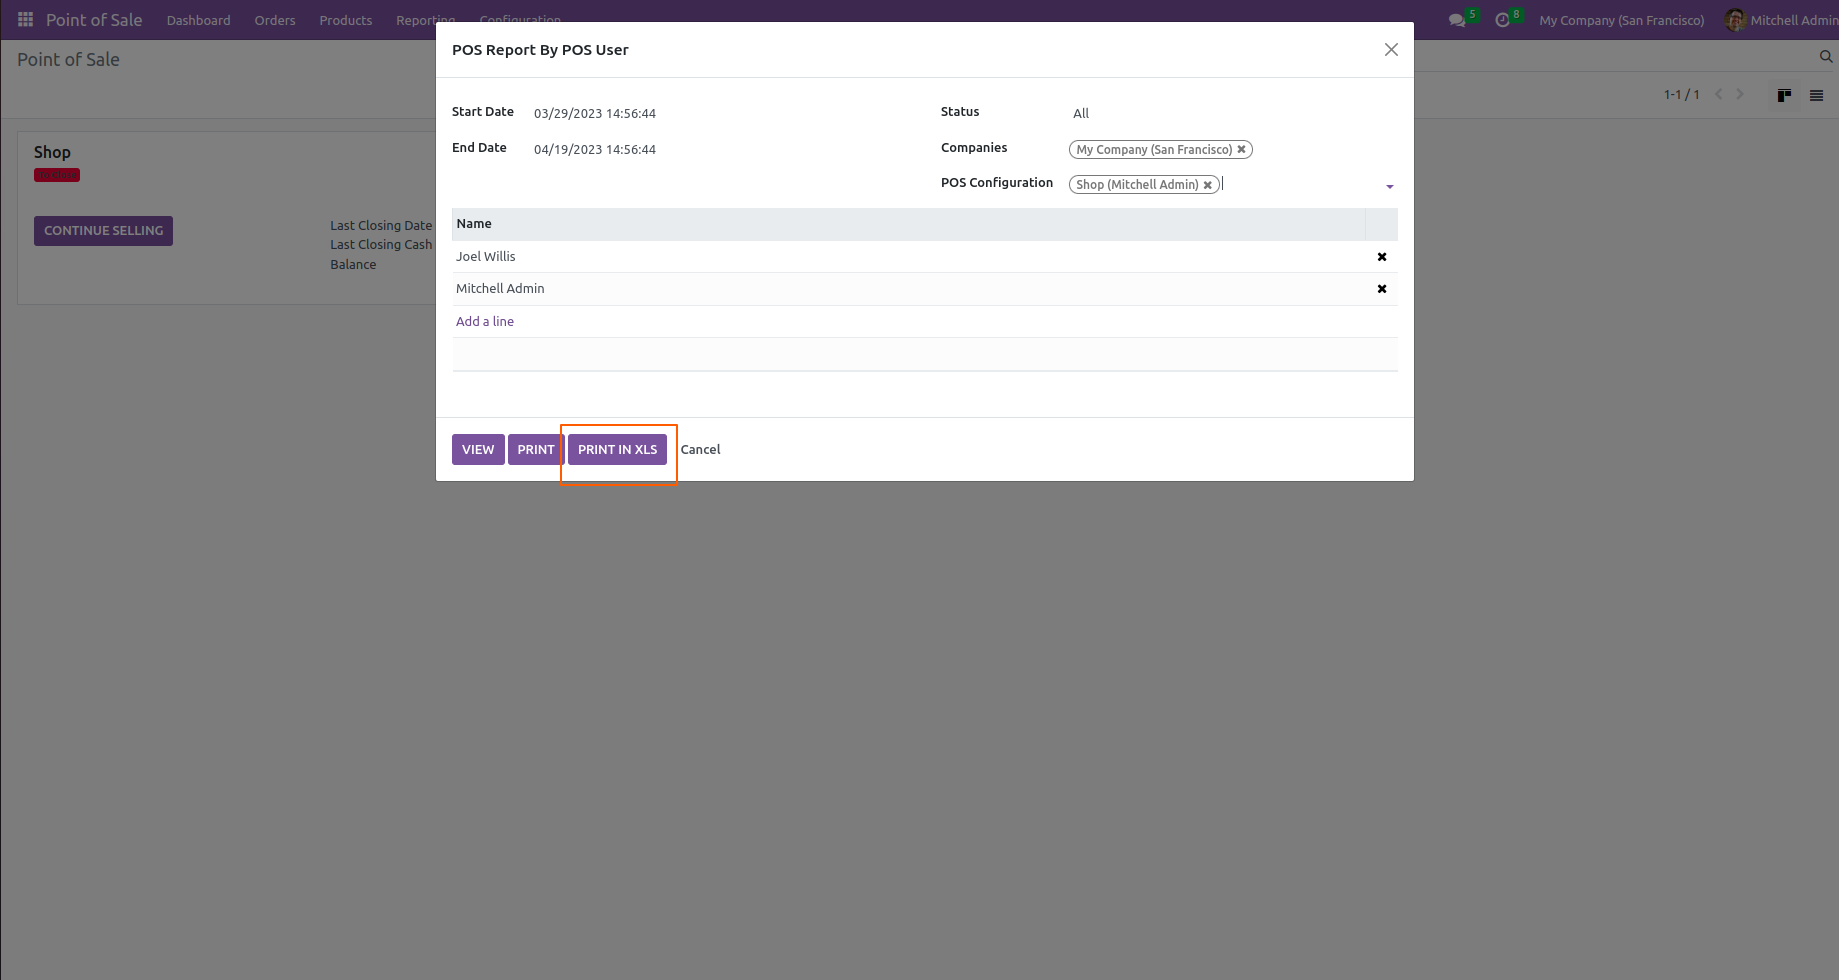 Point of Sale Dashboard Orders Products Reporting Configuration 5 8 My Company (San Francisco) Mitchell Admin
Point of Sale
1-1 / 1
Shop
CONTINUE SELLING
Last Closing Date
Last Closing Cash
Balance
POS Report By POS User
Start Date 03/29/2023 14:56:44 Status All
End Date 04/19/2023 14:56:44 Companies My Company (San Francisco) ✖
POS Configuration Shop (Mitchell Admin) ✖
Name
Joel Willis ✖
Mitchell Admin ✖
Add a line
VIEW PRINT PRINT IN XLS Cancel